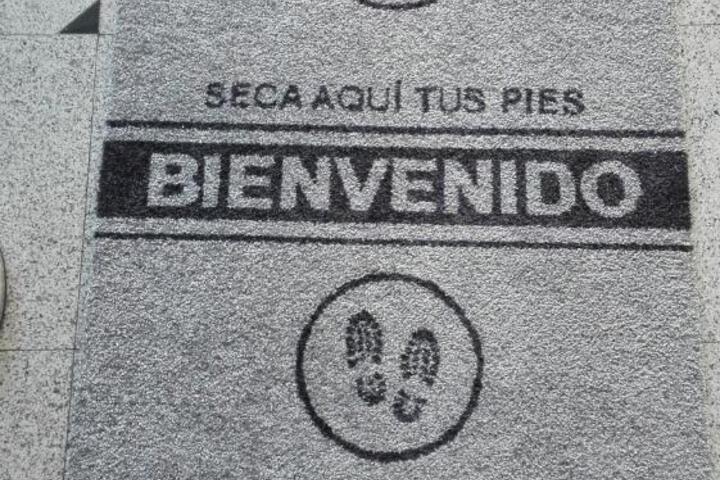 SECA AQUÍ TUS PIES
BIENVENIDO